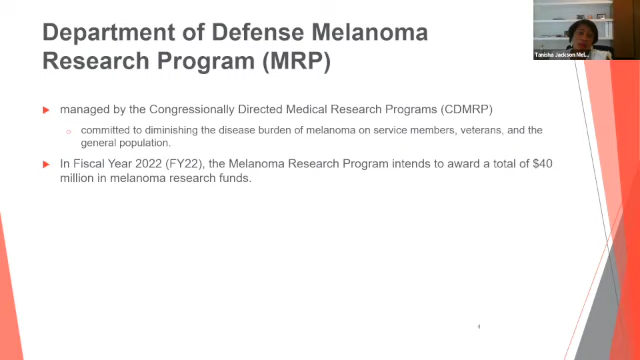 Department of Defense Melanoma
Research Program (MRP)
managed by the Congressionally Directed Medical Research Programs (CDMRP)
committed to diminishing the disease burden of melanoma on service members, veterans, and the
general population.
In Fiscal Year 2022 (FY22), the Melanoma Research Program intends to award a total of $40
million in melanoma research funds.
Tanisha Jackson Mel...